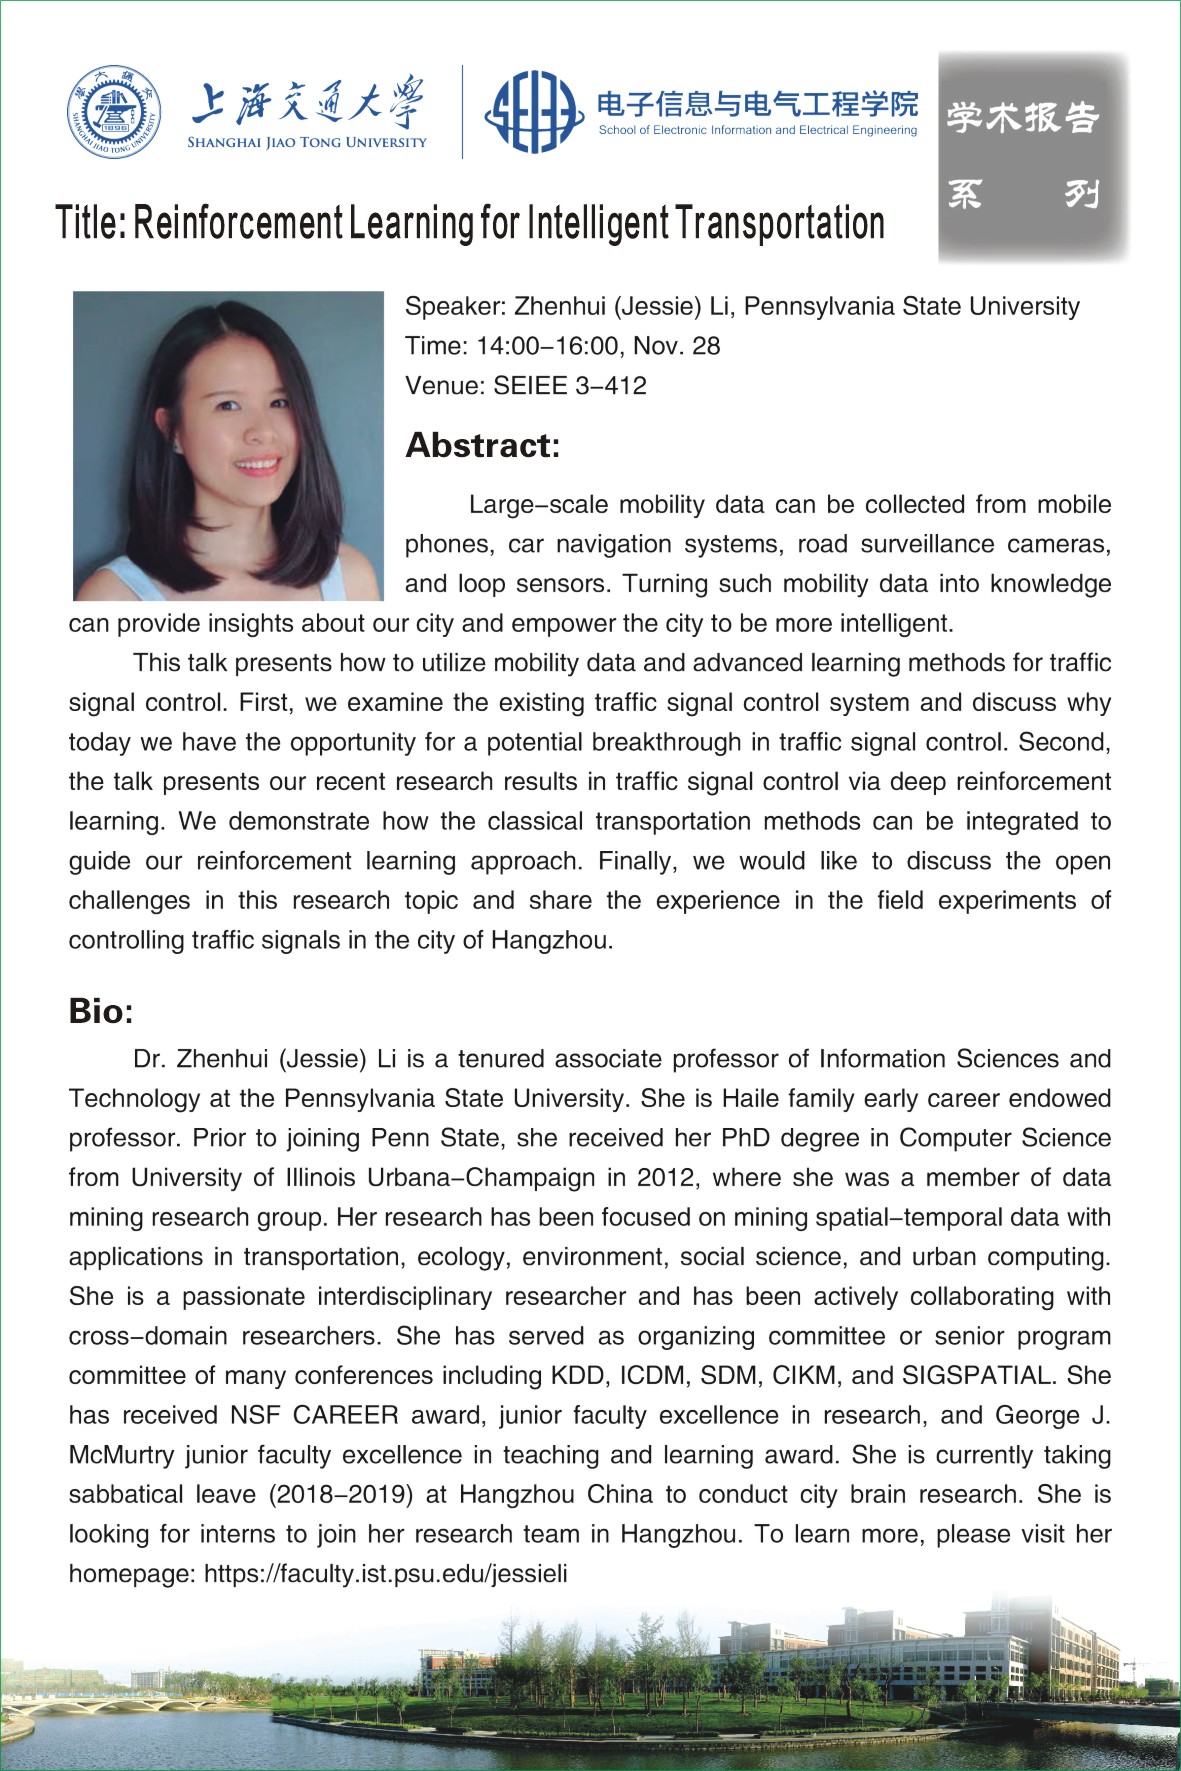 上海交通大学
SHANGHAI JIAO TONG UNIVERSITY
1896
SHANGHAI JIAO TONG UNIVERSITY
SEIEE
电子信息与电气工程学院
School of Electronic Information and Electrical Engineering
学术报告
系 列
Title: Reinforcement Learning for Intelligent Transportation
Speaker: Zhenhui (Jessie) Li, Pennsylvania State University
Time: 14:00–16:00, Nov. 28
Venue: SEIEE 3–412
Abstract:
Large–scale mobility data can be collected from mobile
phones, car navigation systems, road surveillance cameras,
and loop sensors. Turning such mobility data into knowledge
can provide insights about our city and empower the city to be more intelligent.
This talk presents how to utilize mobility data and advanced learning methods for traffic
signal control. First, we examine the existing traffic signal control system and discuss why
today we have the opportunity for a potential breakthrough in traffic signal control. Second,
the talk presents our recent research results in traffic signal control via deep reinforcement
learning. We demonstrate how the classical transportation methods can be integrated to
guide our reinforcement learning approach. Finally, we would like to discuss the open
challenges in this research topic and share the experience in the field experiments of
controlling traffic signals in the city of Hangzhou.
Bio:
Dr. Zhenhui (Jessie) Li is a tenured associate professor of Information Sciences and
Technology at the Pennsylvania State University. She is Haile family early career endowed
professor. Prior to joining Penn State, she received her PhD degree in Computer Science
from University of Illinois Urbana–Champaign in 2012, where she was a member of data
mining research group. Her research has been focused on mining spatial–temporal data with
applications in transportation, ecology, environment, social science, and urban computing.
She is a passionate interdisciplinary researcher and has been actively collaborating with
cross–domain researchers. She has served as organizing committee or senior program
committee of many conferences including KDD, ICDM, SDM, CIKM, and SIGSPATIAL. She
has received NSF CAREER award, junior faculty excellence in research, and George J.
McMurtry junior faculty excellence in teaching and learning award. She is currently taking
sabbatical leave (2018–2019) at Hangzhou China to conduct city brain research. She is
looking for interns to join her research team in Hangzhou. To learn more, please visit her
homepage: https://faculty.ist.psu.edu/jessieli